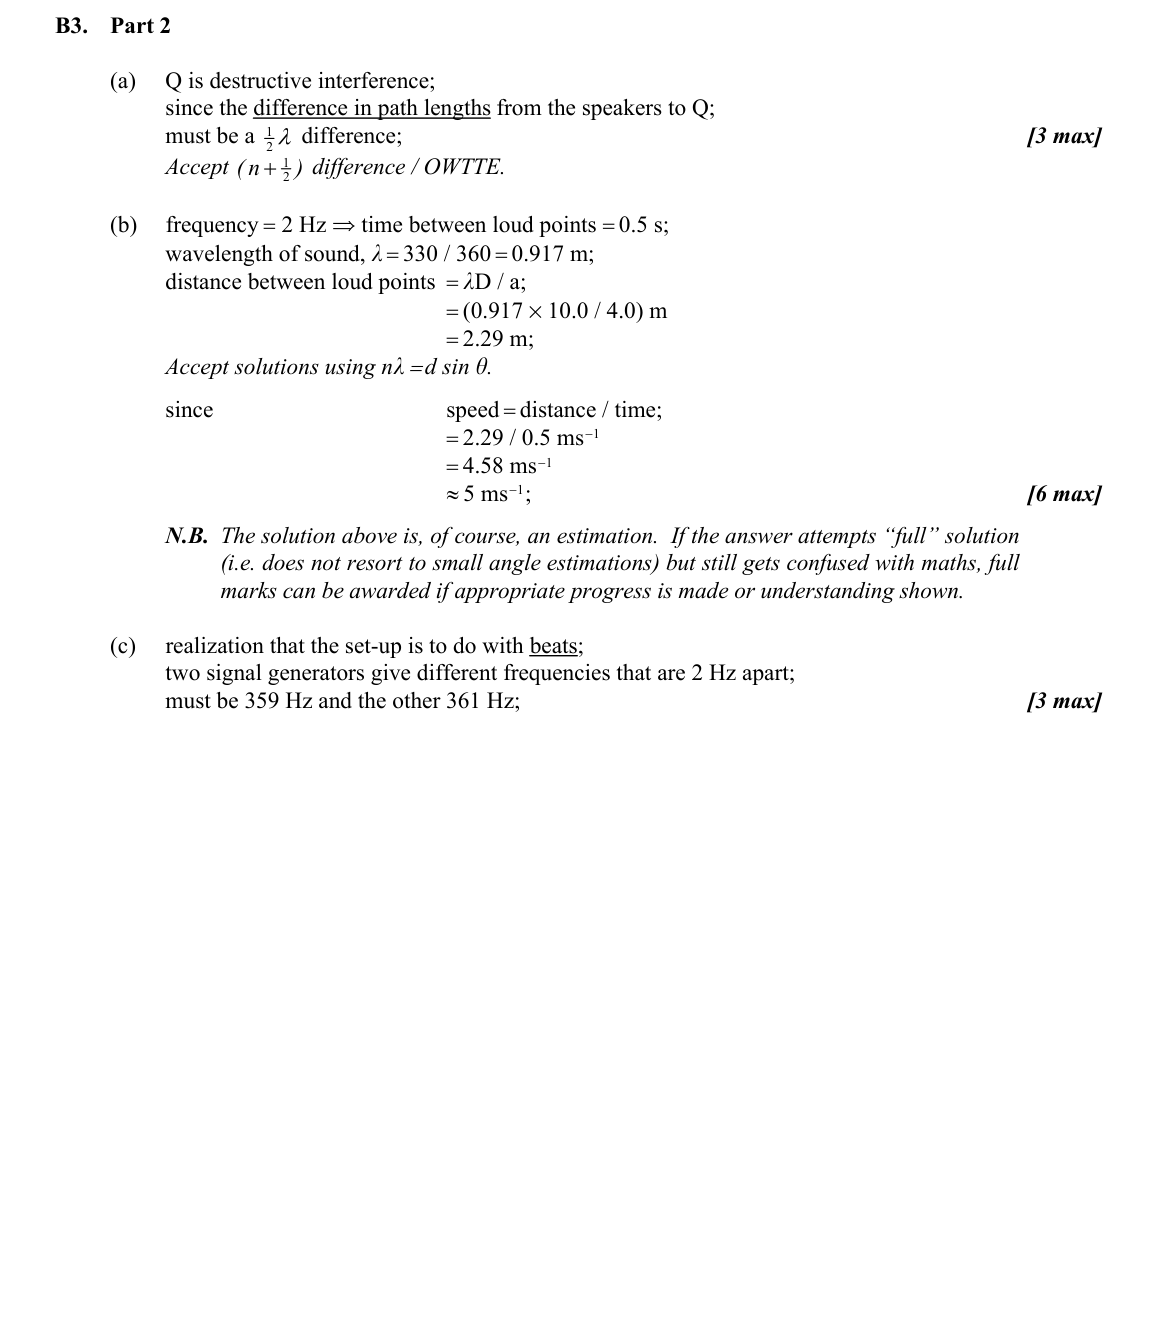 B3. Part 2
(a) Q is destructive interference;
since the difference in path lengths from the speakers to Q;
must be a ½ λ difference; [3 max]
Accept (n + ½) difference / OWTTE.
(b) frequency = 2 Hz ⇒ time between loud points = 0.5 s;
wavelength of sound, λ = 330 / 360 = 0.917 m;
distance between loud points = λD / a;
= (0.917 × 10.0 / 4.0) m
= 2.29 m;
Accept solutions using nλ = d sin θ.
since speed = distance / time;
= 2.29 / 0.5 ms⁻¹
= 4.58 ms⁻¹
≈ 5 ms⁻¹; [6 max]
N.B. The solution above is, of course, an estimation. If the answer attempts “full” solution
(i.e. does not resort to small angle estimations) but still gets confused with maths, full
marks can be awarded if appropriate progress is made or understanding shown.
(c) realization that the set-up is to do with beats;
two signal generators give different frequencies that are 2 Hz apart;
must be 359 Hz and the other 361 Hz; [3 max]